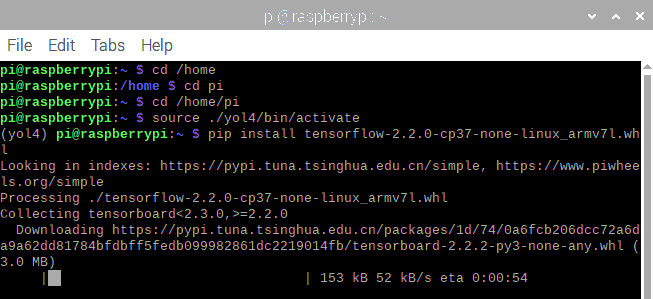 pi@raspberrypi: ~
File Edit Tabs Help
pi@raspberrypi:~ $ cd /home
pi@raspberrypi:/home $ cd pi
pi@raspberrypi:~ $ cd /home/pi
pi@raspberrypi:~ $ source ./yol4/bin/activate
(yol4) pi@raspberrypi:~ $ pip install tensorflow-2.2.0-cp37-none-linux_armv7l.wh
l
Looking in indexes: https://pypi.tuna.tsinghua.edu.cn/simple, https://www.piwhee
ls.org/simple
Processing ./tensorflow-2.2.0-cp37-none-linux_armv7l.whl
Collecting tensorboard<2.3.0,>=2.2.0
  Downloading https://pypi.tuna.tsinghua.edu.cn/packages/1d/74/0a6fcb206dcc72a6d
a9a62dd81784bfdbff5fedb099982861dc2219014fb/tensorboard-2.2.2-py3-none-any.whl (
3.0 MB)
     |█                              | 153 kB 52 kB/s eta 0:00:54